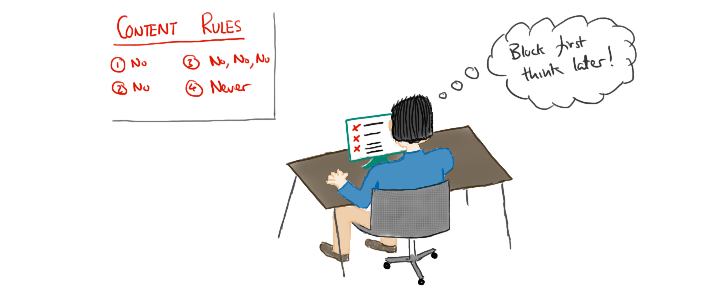 CONTENT RULES
① No ③ No, No, No
② No ④ Never
Block first
think later!